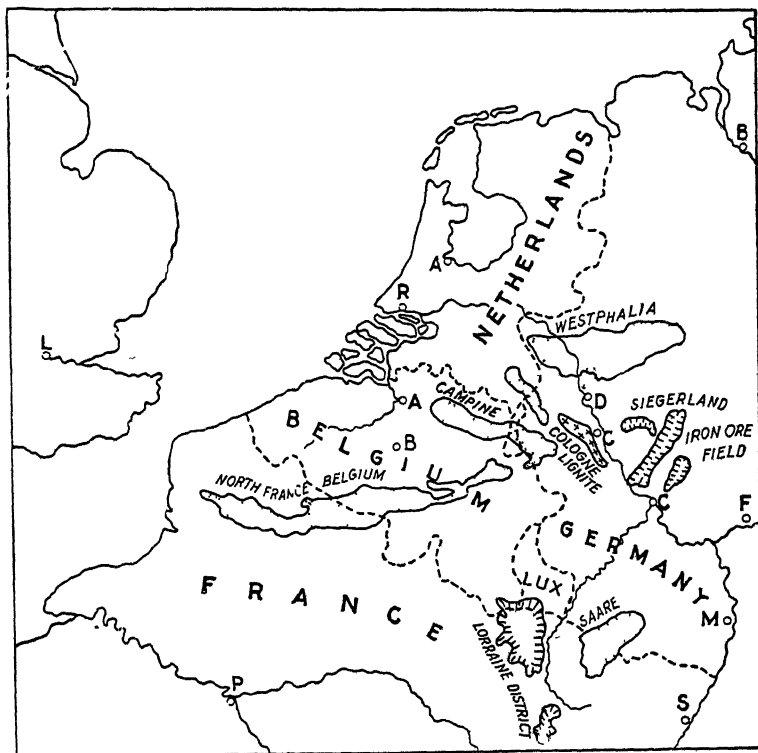 B
NETHERLANDS
A
R
WESTPHALIA
L
D
A
CAMPINE
SIEGERLAND
BELGIUM
B
C
COLOGNE
LIGNITE
IRON ORE
FIELD
NORTH FRANCE
BELGIUM
C
F
GERMANY
LUX
FRANCE
SAARE
M
LORRAINE DISTRICT
P
S